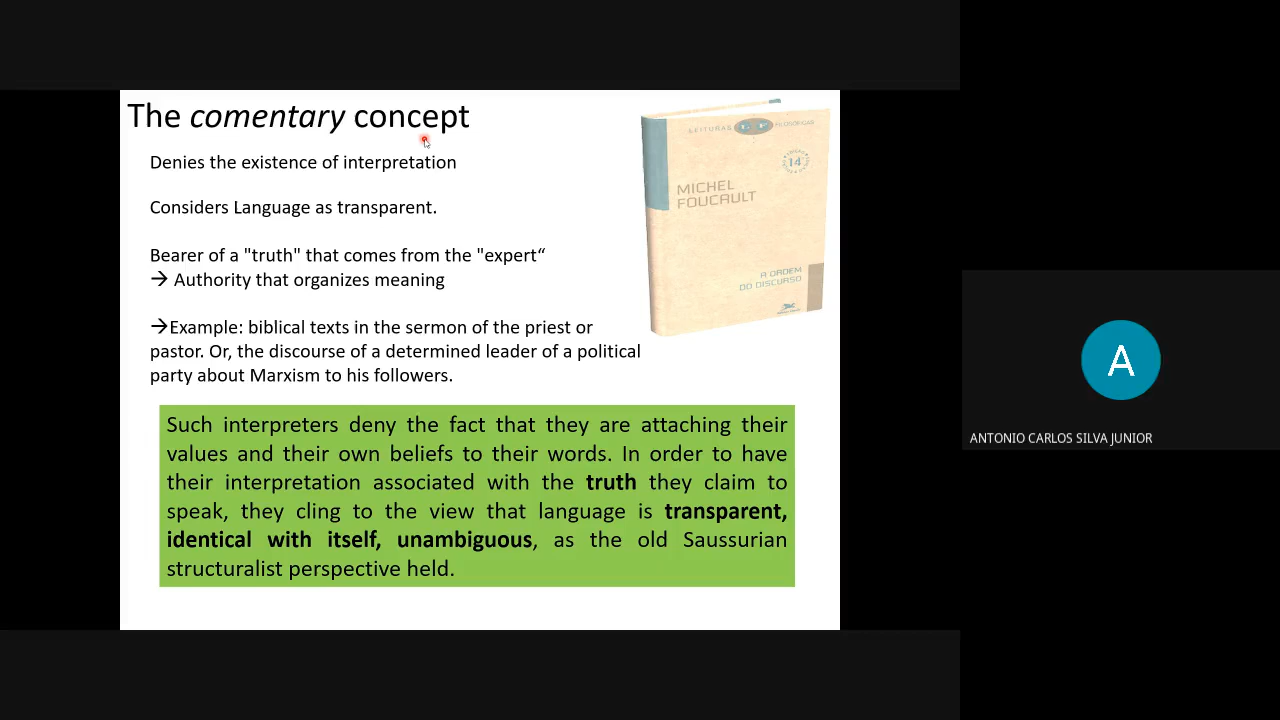 The comentary concept
Denies the existence of interpretation
Considers Language as transparent.
Bearer of a "truth" that comes from the "expert“
→ Authority that organizes meaning
→Example: biblical texts in the sermon of the priest or
pastor. Or, the discourse of a determined leader of a political
party about Marxism to his followers.
Such interpreters deny the fact that they are attaching their
values and their own beliefs to their words. In order to have
their interpretation associated with the truth they claim to
speak, they cling to the view that language is transparent,
identical with itself, unambiguous, as the old Saussurian
structuralist perspective held.
LEITURAS FILOSÓFICAS
14ª
MICHEL
FOUCAULT
A ORDEM
DO DISCURSO
A
ANTONIO CARLOS SILVA JUNIOR